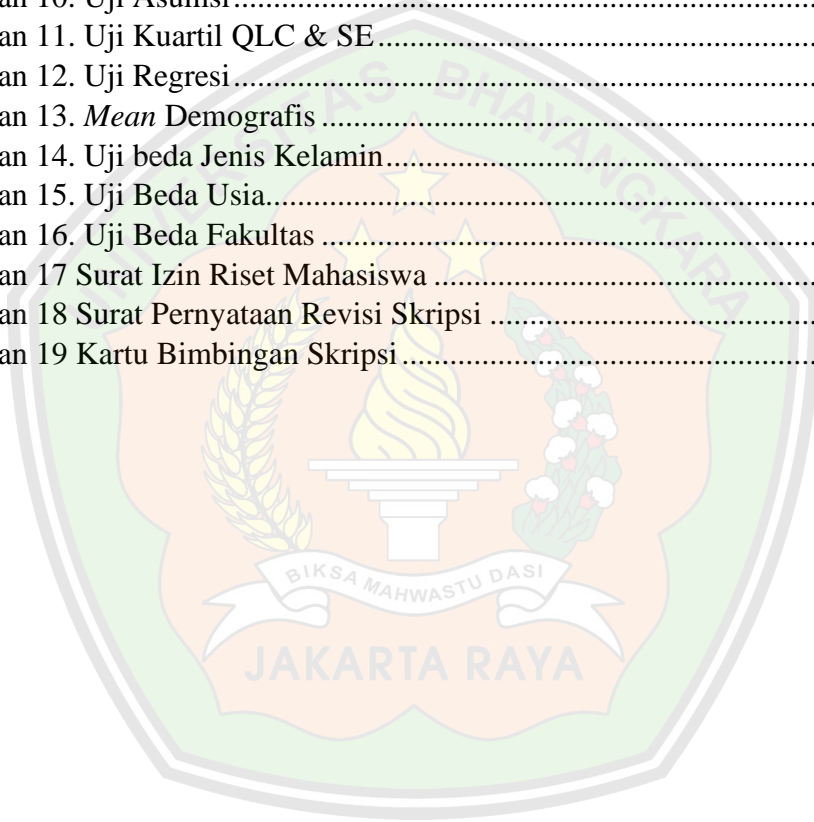 an 10. Uji Asumsi........................................................................
an 11. Uji Kuartil QLC & SE........................................................
an 12. Uji Regresi........................................................................
an 13. Mean Demografis.............................................................
an 14. Uji beda Jenis Kelamin.....................................................
an 15. Uji Beda Usia....................................................................
an 16. Uji Beda Fakultas.............................................................
an 17 Surat Izin Riset Mahasiswa................................................
an 18 Surat Pernyataan Revisi Skripsi........................................
an 19 Kartu Bimbingan Skripsi....................................................
UNIVERSITAS BHAYANGKARA
BIKSA MAHWASTU DASI
JAKARTA RAYA